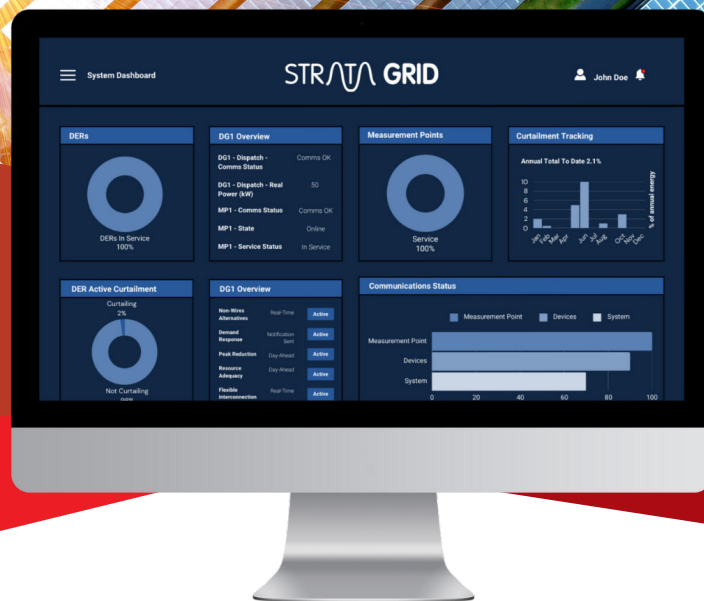 System Dashboard
STRATA GRID
John Doe
DERs
DERs In Service
100%
DG1 Overview
DG1 - Dispatch - Comms OK
Comms Status
DG1 - Dispatch - Real 50
Power (kW)
MP1 - Comms Status Comms OK
MP1 - State Online
MP1 - Service Status In Service
Measurement Points
Service
100%
Curtailment Tracking
Annual Total To Date 2.1%
10
8
6
4
2
0
Jan Feb Mar Apr Jun Jul Aug Oct Nov Dec
% of annual energy
DER Active Curtailment
Curtailing
2%
Not Curtailing
98%
DG1 Overview
Non-Wires Real-Time Active
Alternatives
Demand Notification Active
Response Sent
Peak Reduction Day-Ahead Active
Resource Day-Ahead Active
Adequacy
Flexible Real-Time Active
Interconnection
Communications Status
Measurement Point Devices System
Measurement Point
Devices
System
0 20 40 60 80 100